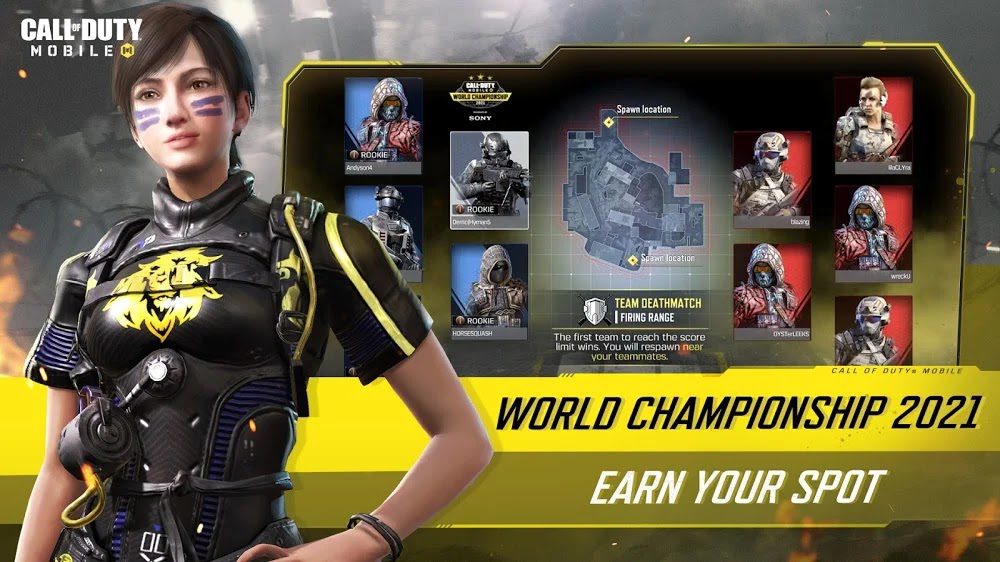 CALL OF DUTY
MOBILE
CALL OF DUTY
MOBILE
WORLD CHAMPIONSHIP
2021
SONY
ROOKIE
Andyson4
ROOKIE
ROOKIE
HORSESQUASH
Spawn location
Spawn location
TEAM DEATHMATCH
FIRING RANGE
The first team to reach the score
limit wins. You will respawn near
your teammates.
blazing
wreckU
OYSTerLEEKS
CALL OF DUTY® MOBILE
WORLD CHAMPIONSHIP 2021
EARN YOUR SPOT